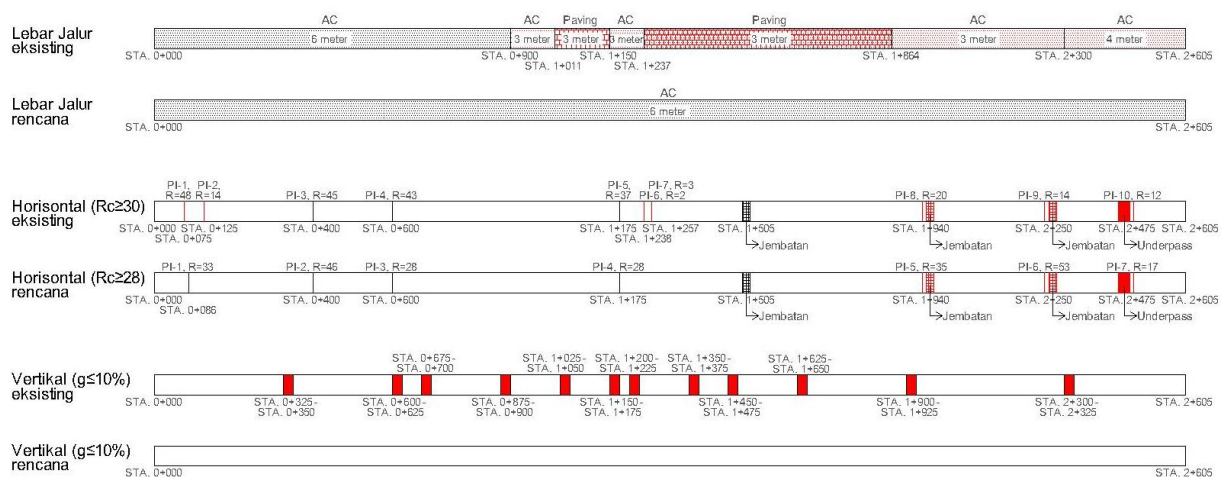 AC AC Paving AC Paving AC AC
Lebar Jalur
eksisting
6 meter 3 meter 3 meter 3 meter 3 meter 3 meter 4 meter
STA. 0+000 STA. 0+900 STA. 1+150 STA. 1+864 STA. 2+300 STA. 2+605
STA. 1+011 STA. 1+237
AC
Lebar Jalur
rencana
6 meter
STA. 0+000 STA. 2+605
PI-1, PI-2, PI-5, PI-7, R=3
R=48 R=14 PI-3, R=45 PI-4, R=43 R=37 PI-6, R=2 PI-8, R=20 PI-9, R=14 PI-10, R=12
Horisontal (Rc≥30)
eksisting
STA. 0+000 STA. 0+125 STA. 0+400 STA. 0+600 STA. 1+175 STA. 1+257 STA. 1+505 STA. 1+940 STA. 2+250 STA. 2+475 STA. 2+605
STA. 0+075 STA. 1+238
Jembatan Jembatan Jembatan Underpass
PI-1, R=33 PI-2, R=46 PI-3, R=28 PI-4, R=28 PI-5, R=35 PI-6, R=53 PI-7, R=17
Horisontal (Rc≥28)
rencana
STA. 0+000 STA. 0+400 STA. 0+600 STA. 1+175 STA. 1+505 STA. 1+940 STA. 2+250 STA. 2+475 STA. 2+605
STA. 0+086
Jembatan Jembatan Jembatan Underpass
STA. 0+675- STA. 1+025- STA. 1+200- STA. 1+350- STA. 1+625-
STA. 0+700 STA. 1+050 STA. 1+225 STA. 1+375 STA. 1+650
Vertikal (g≤10%)
eksisting
STA. 0+000 STA. 0+325- STA. 0+600- STA. 0+875- STA. 1+150- STA. 1+450- STA. 1+900- STA. 2+300- STA. 2+605
STA. 0+350 STA. 0+625 STA. 0+900 STA. 1+175 STA. 1+475 STA. 1+925 STA. 2+325
Vertikal (g≤10%)
rencana
STA. 0+000 STA. 2+605